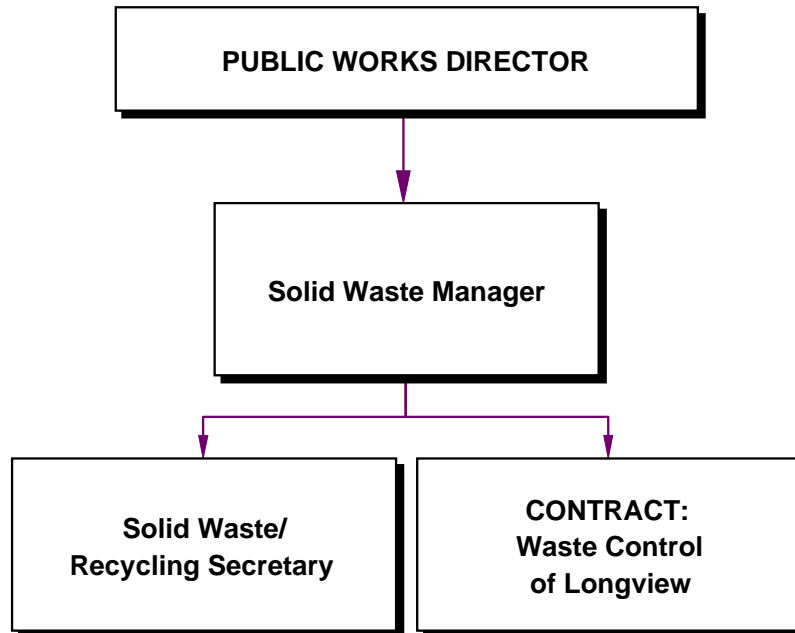 PUBLIC WORKS DIRECTOR
Solid Waste Manager
Solid Waste/
Recycling Secretary
CONTRACT:
Waste Control
of Longview